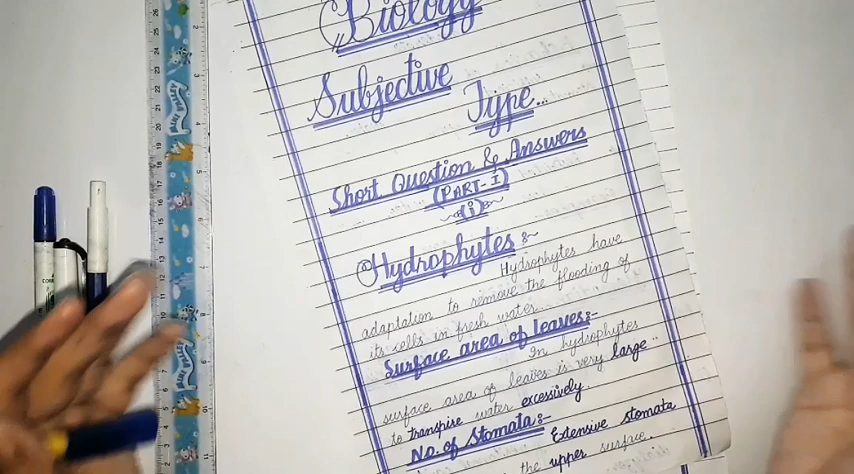 Biology
Subjective
Type...
Short Question & Answers
(PART-I)
~(i)~
Hydrophytes:~
Hydrophytes have
adaptation to remove the flooding of
its cells in fresh water.
Surface area of leaves:-
In hydrophytes
surface area of leaves is very large
to transpire water excessively.
No. of Stomata:-
Extensive stomata
the upper surface.